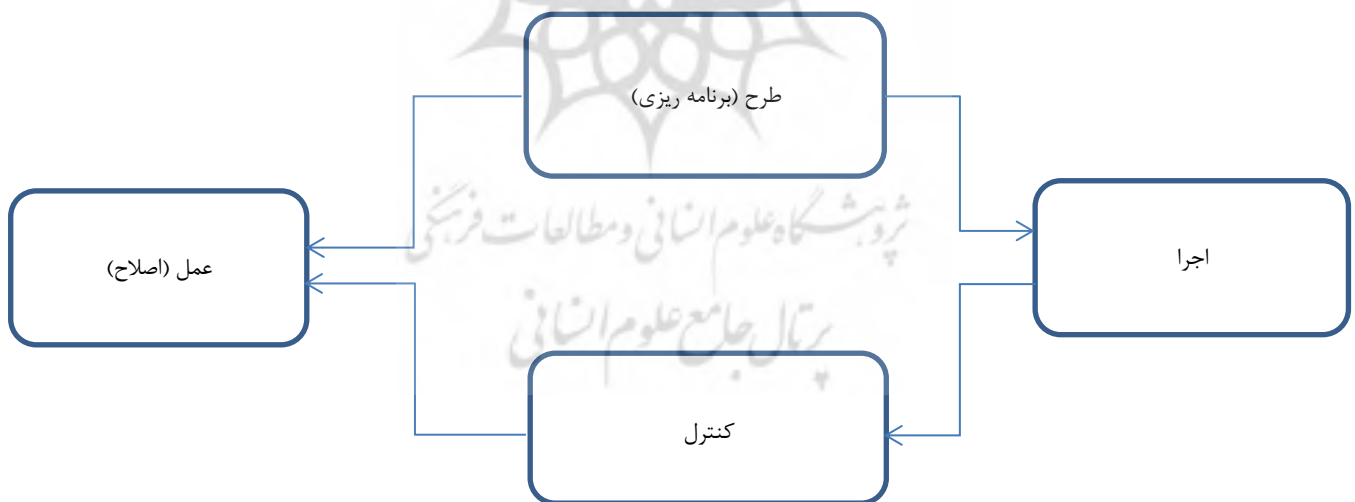 طرح (برنامه ریزی)
اجرا
عمل (اصلاح)
کنترل
پژوهشگاه علوم انسانی و مطالعات فرهنگی
پرتال جامع علوم انسانی